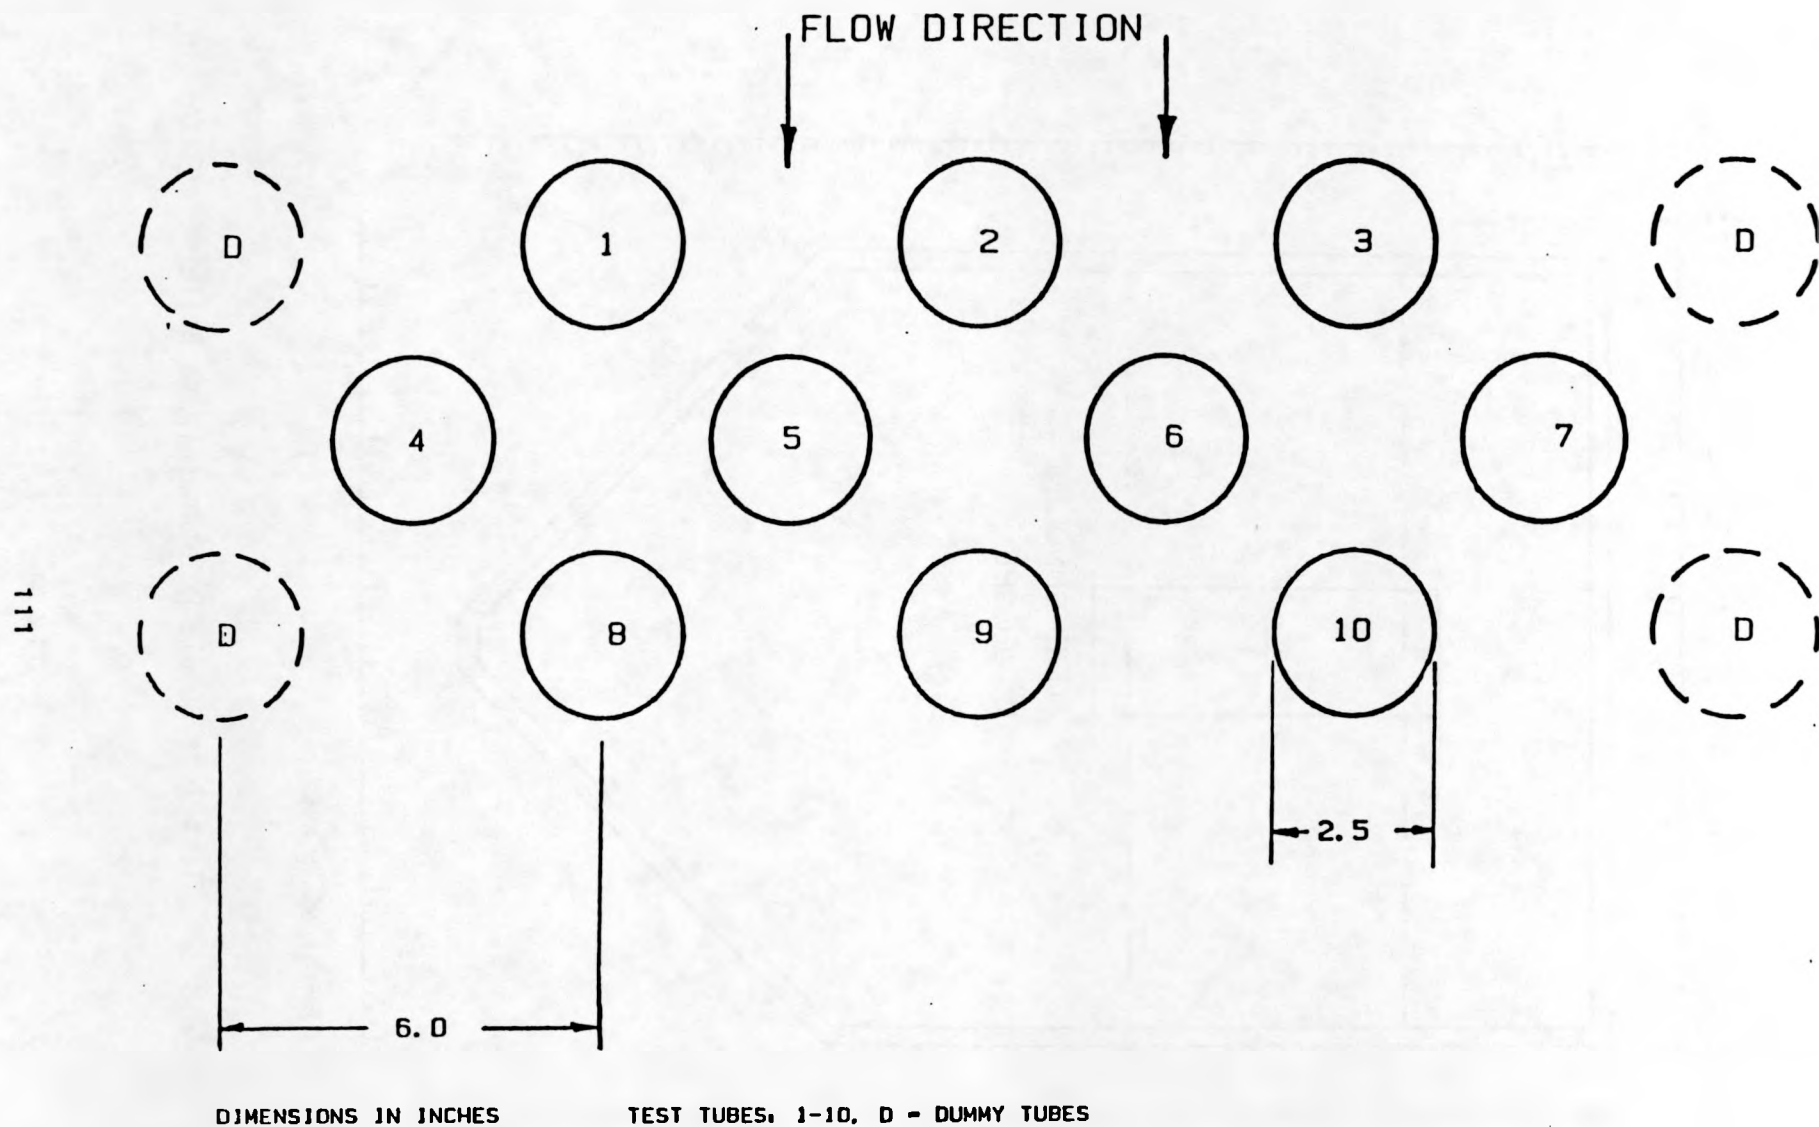 FLOW DIRECTION
D 1 2 3 D
4 5 6 7
D 8 9 10 D
111
2.5
6.0
DIMENSIONS IN INCHES TEST TUBES: 1-10, D - DUMMY TUBES